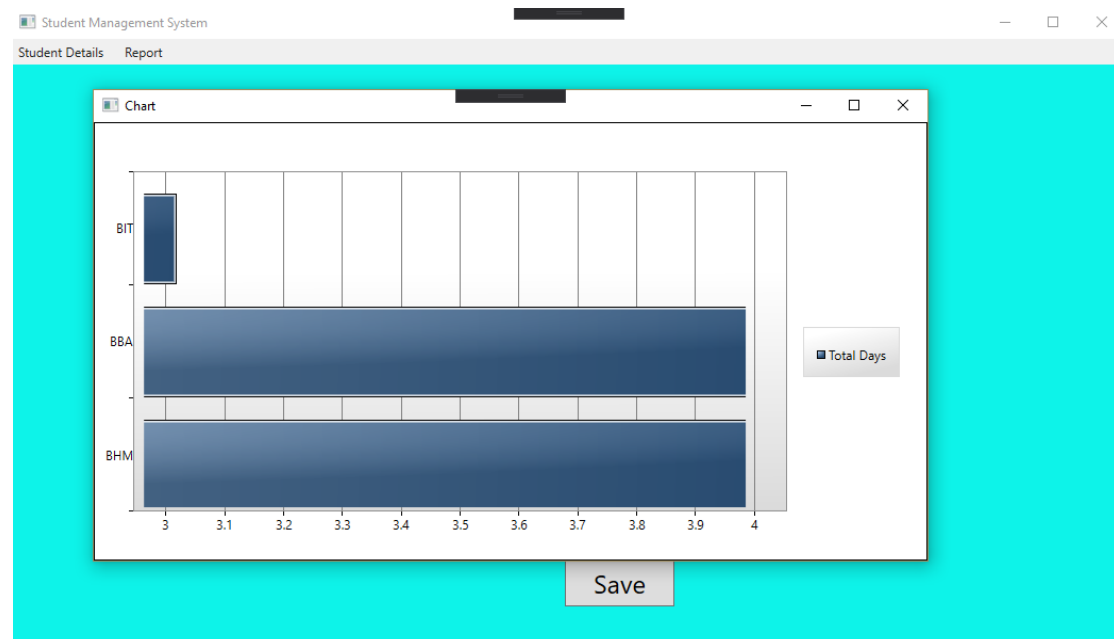 Student Management System
Student Details Report
Chart
BIT
BBA
Total Days
BHM
3 3.1 3.2 3.3 3.4 3.5 3.6 3.7 3.8 3.9 4
Save